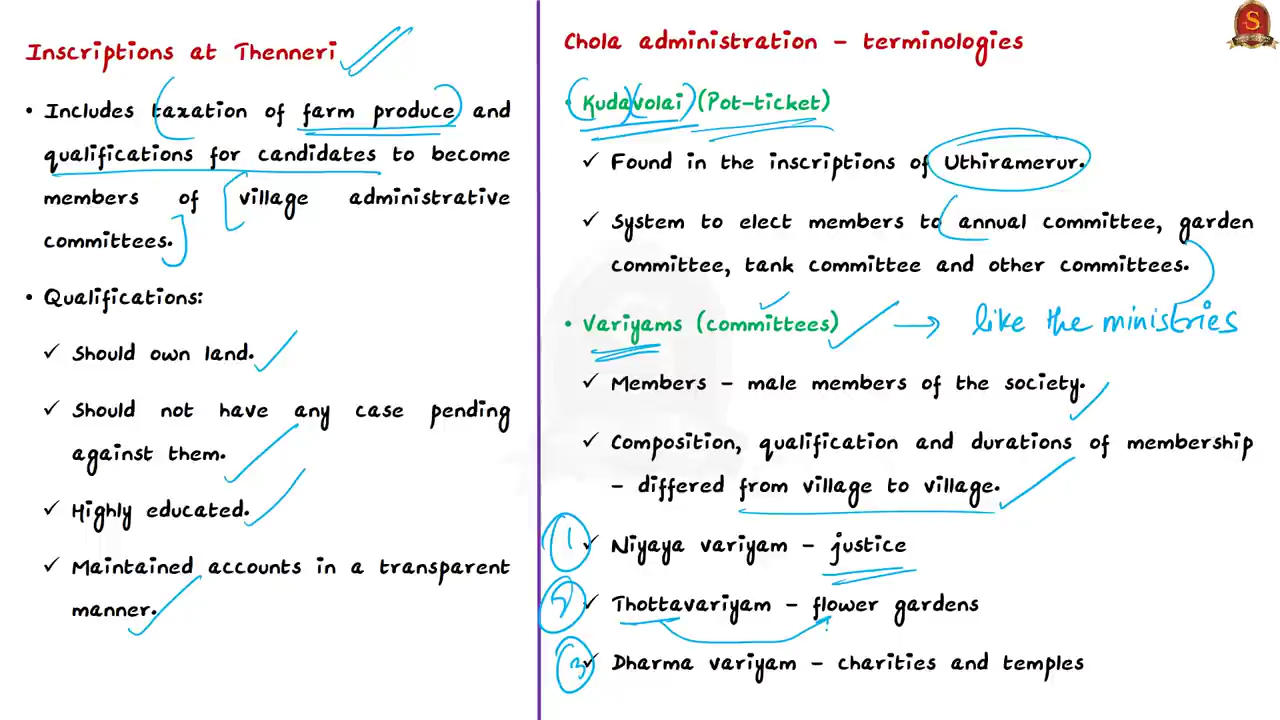 Inscriptions at Thenneri
• Includes taxation of farm produce and
qualifications for candidates to become
members of village administrative
committees.
• Qualifications:
✓ Should own land.
✓ Should not have any case pending
against them.
✓ Highly educated.
✓ Maintained accounts in a transparent
manner.
Chola administration – terminologies
• Kudavolai (Pot-ticket)
✓ Found in the inscriptions of Uthiramerur.
✓ System to elect members to annual committee, garden
committee, tank committee and other committees.
• Variyams (committees) → like the ministries
✓ Members – male members of the society.
✓ Composition, qualification and durations of membership
– differed from village to village.
1 ✓ Niyaya variyam – justice
2 ✓ Thottavariyam – flower gardens
3 ✓ Dharma variyam – charities and temples
S